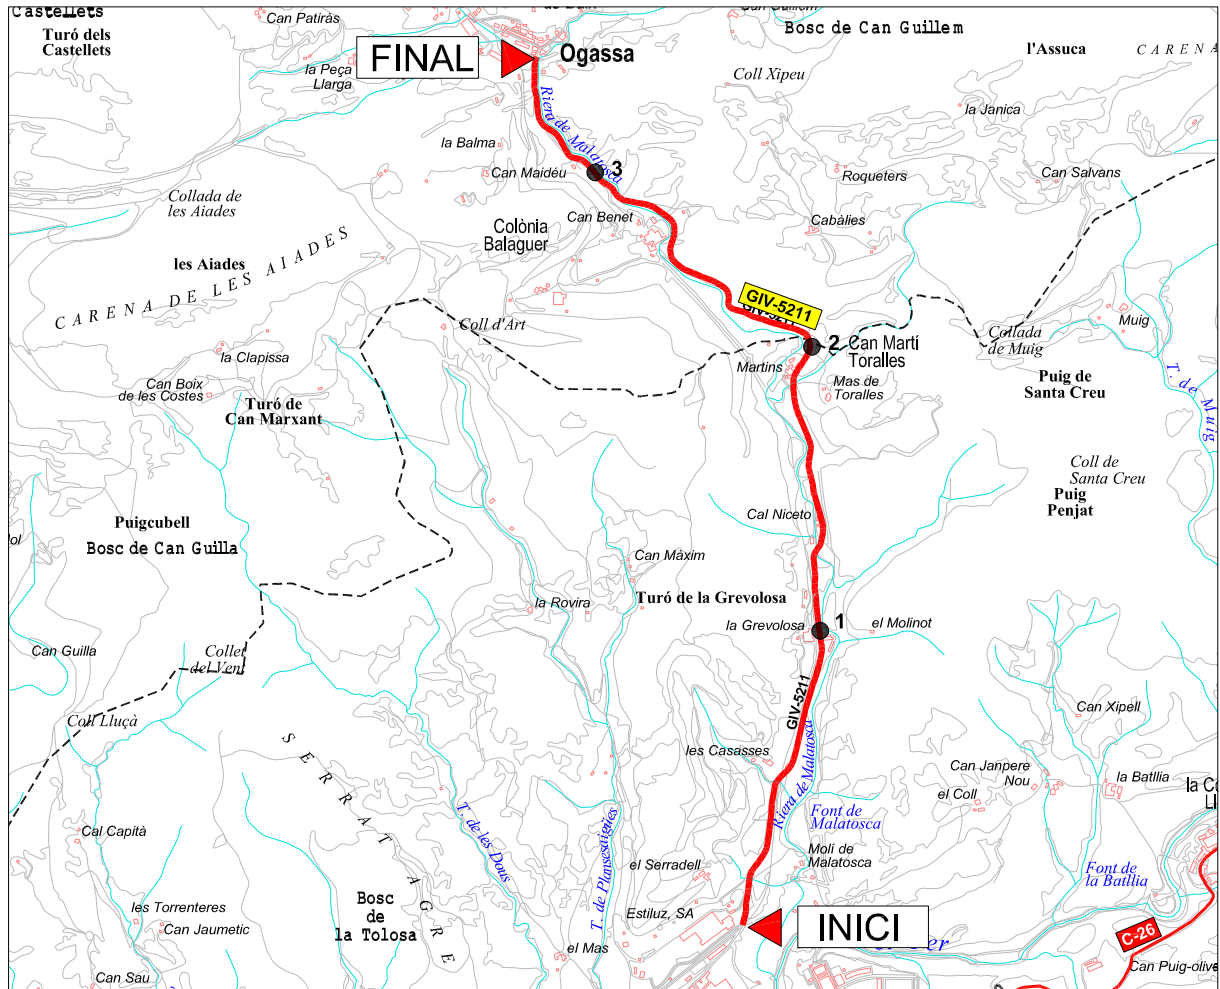 Castellets
Can Patiràs
Turó dels
Castellets
la Peça
Llarga
FINAL
Ogassa
Bosc de Can Guillem
l'Assuca
CARENA
Coll Xipeu
la Janica
Riera de Malatosca
la Balma
Can Maidéu
3
Roqueters
Can Salvans
Collada de
les Aiades
Can Benet
Cabàlies
Colònia
Balaguer
les Aiades
CARENA DE LES AIADES
GIV-5211
GIV-5211
Coll d'Art
la Clapissa
2
Can Martí
Toralles
Collada
de Muig
Muig
Martins
Mas de
Toralles
Puig de
Santa Creu
T. de Muig
Can Boix
de les Costes
Turó de
Can Marxant
Coll de
Santa Creu
Puig
Penjat
Cal Niceto
Puigcubell
Bosc de Can Guilla
Can Màxim
la Rovira
Turó de la Grevolosa
la Grevolosa
1
el Molinot
Can Guilla
Collet
del Vent
GIV-5211
Can Xipell
Coll Lluçà
SERRAT AGRE
les Casasses
Riera de Malatosca
Can Janpere
Nou
la Batllia
el Coll
Font de
Malatosca
T. de les Dous
T. de Plansesaigües
Cal Capità
Molí de
Malatosca
el Serradell
Font de
la Batllia
Bosc
de
la Tolosa
les Torrenteres
Can Jaumetic
Estiluz, SA
INICI
C-26
el Mas
Can Sau
Can Puig-olive